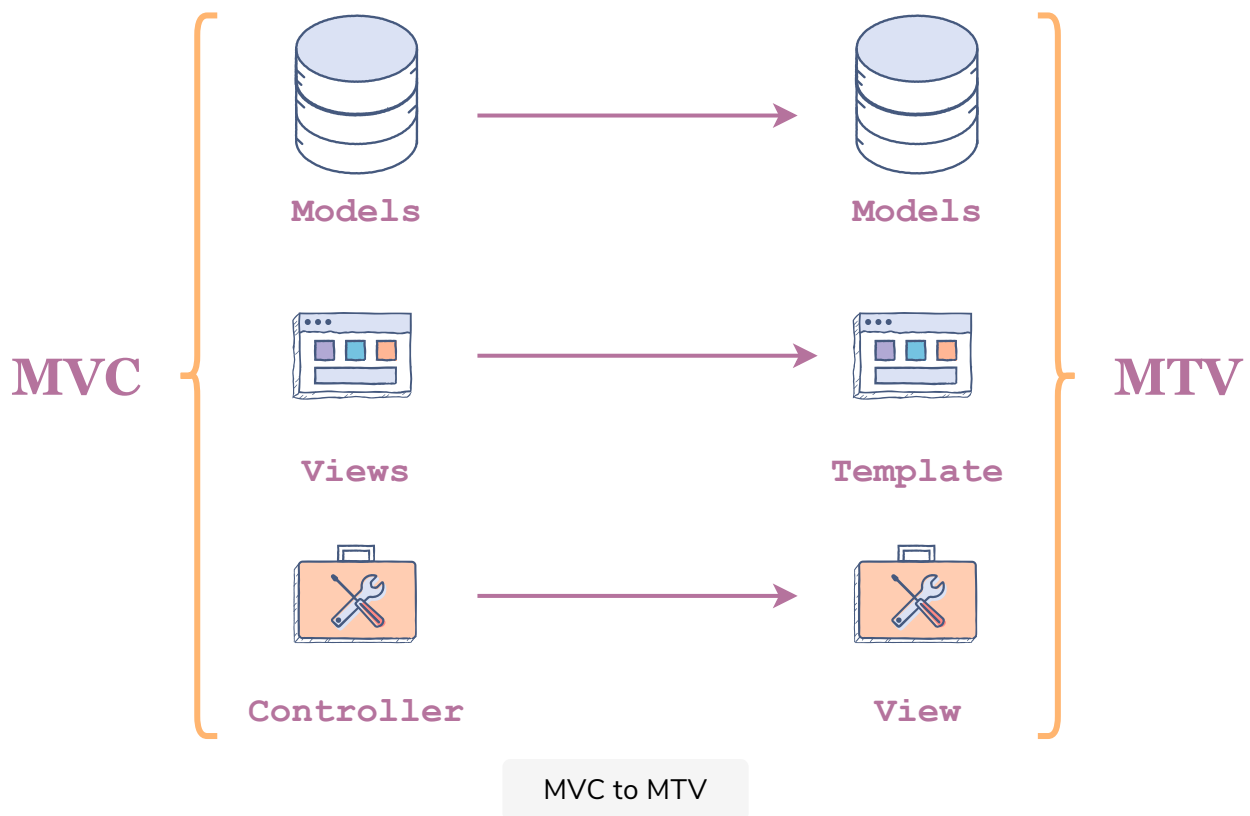 Models
Models
MVC
Views
Template
MTV
Controller
View
MVC to MTV